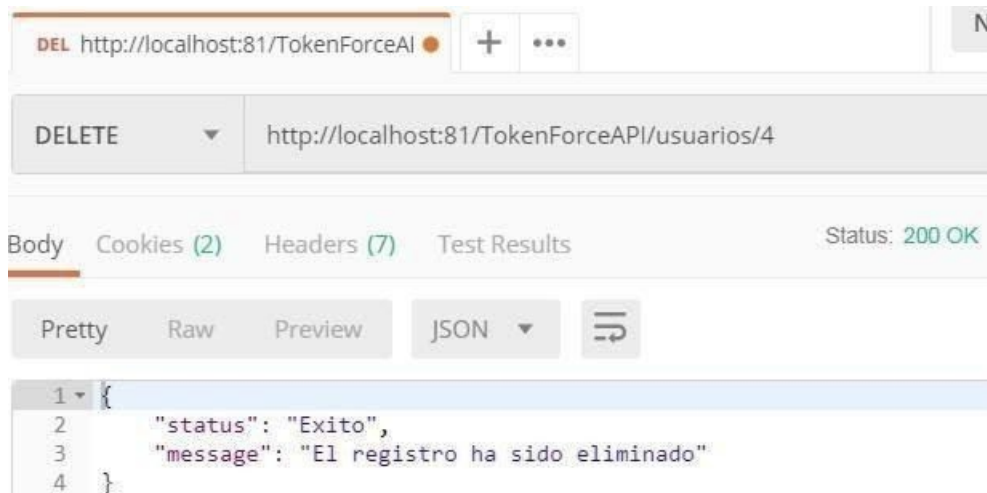 DEL http://localhost:81/TokenForceAI + •••
N
DELETE http://localhost:81/TokenForceAPI/usuarios/4
Body Cookies (2) Headers (7) Test Results Status: 200 OK
Pretty Raw Preview JSON
1 {
2 "status": "Exito",
3 "message": "El registro ha sido eliminado"
4 }